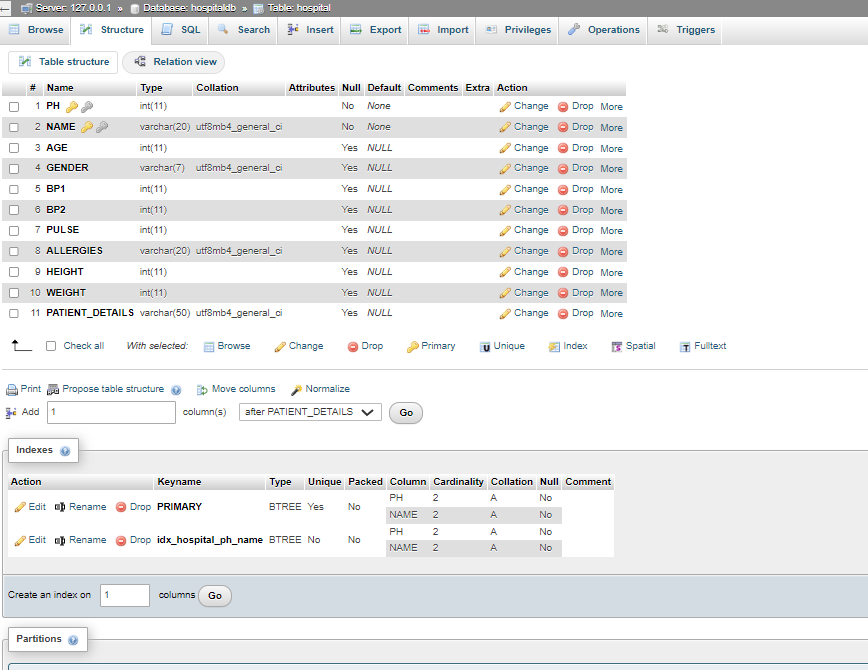 Server: 127.0.0.1 » Database: hospitaldb » Table: hospital
Browse Structure SQL Search Insert Export Import Privileges Operations Triggers
Table structure Relation view
# Name Type Collation Attributes Null Default Comments Extra Action
1 PH int(11) No None Change Drop More
2 NAME varchar(20) utf8mb4_general_ci No None Change Drop More
3 AGE int(11) Yes NULL Change Drop More
4 GENDER varchar(7) utf8mb4_general_ci Yes NULL Change Drop More
5 BP1 int(11) Yes NULL Change Drop More
6 BP2 int(11) Yes NULL Change Drop More
7 PULSE int(11) Yes NULL Change Drop More
8 ALLERGIES varchar(20) utf8mb4_general_ci Yes NULL Change Drop More
9 HEIGHT int(11) Yes NULL Change Drop More
10 WEIGHT int(11) Yes NULL Change Drop More
11 PATIENT_DETAILS varchar(50) utf8mb4_general_ci Yes NULL Change Drop More
Check all With selected: Browse Change Drop Primary Unique Index Spatial Fulltext
Print Propose table structure Move columns Normalize
Add 1 column(s) after PATIENT_DETAILS Go
Indexes
Action Keyname Type Unique Packed Column Cardinality Collation Null Comment
Edit Rename Drop PRIMARY BTREE Yes No PH 2 A No
NAME 2 A No
Edit Rename Drop idx_hospital_ph_name BTREE No No PH 2 A No
NAME 2 A No
Create an index on 1 columns Go
Partitions